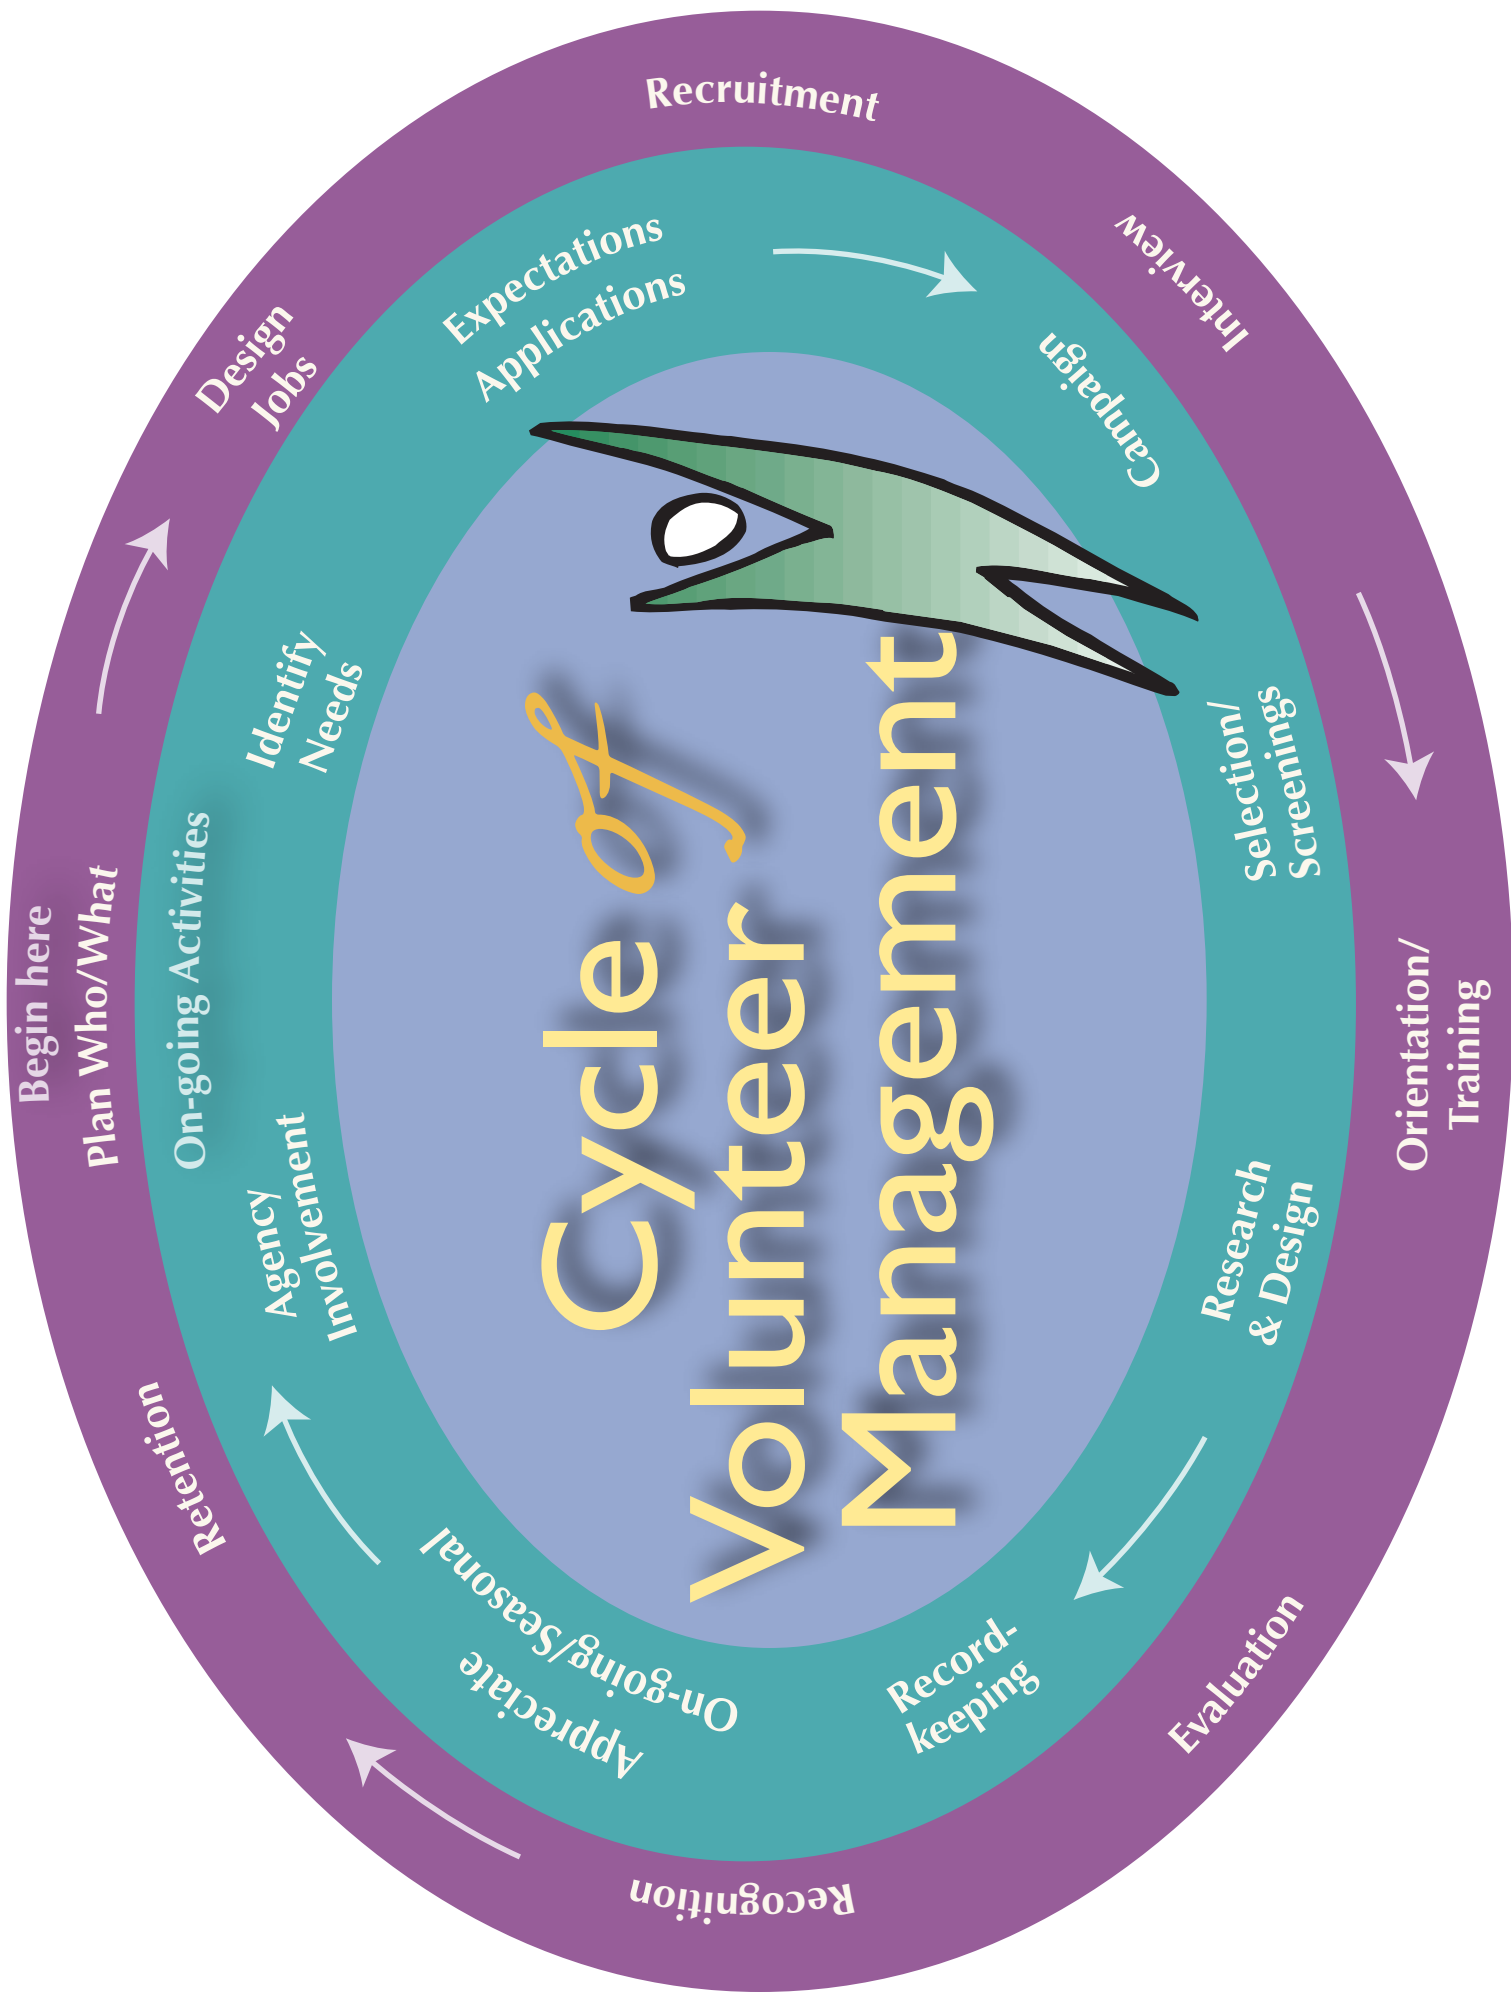 Cycle of
Volunteer
Management
Begin here
Plan Who/What
Design
Jobs
Recruitment
Interview
Orientation/
Training
Evaluation
Recognition
Retention
On-going Activities
Identify
Needs
Expectations
Applications
Campaign
Selection/
Screenings
Research
& Design
Record-
keeping
On-going/Seasonal
Appreciate
Agency
Involvement